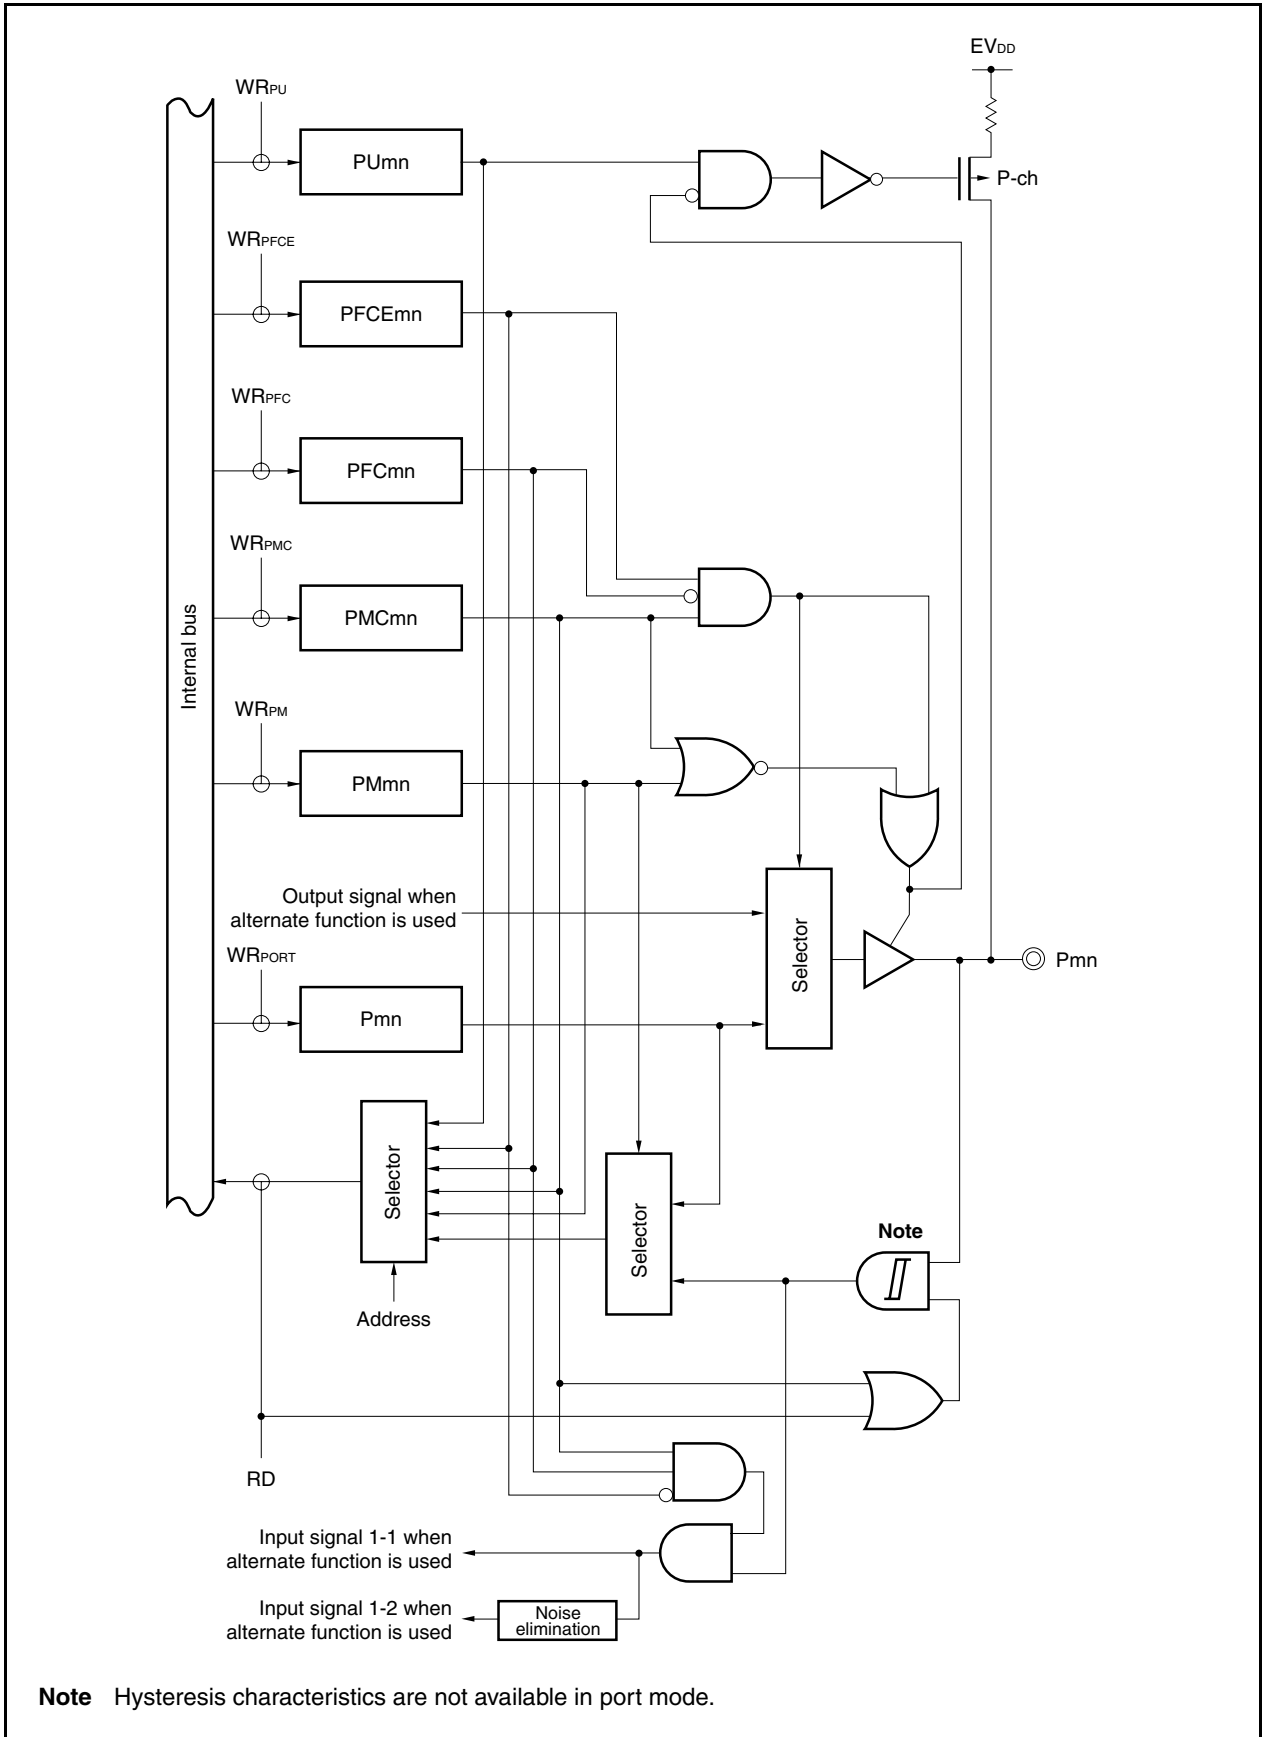 EVDD
WRPU
PUmn
P-ch
WRPFCE
PFCEmn
WRPFC
PFCmn
WRPMC
PMCmn
Internal bus
WRPM
PMmn
Output signal when
alternate function is used
Selector
WRPORT
Pmn
Pmn
Selector
Selector
Note
Address
RD
Input signal 1-1 when
alternate function is used
Input signal 1-2 when
alternate function is used
Noise
elimination
Note Hysteresis characteristics are not available in port mode.